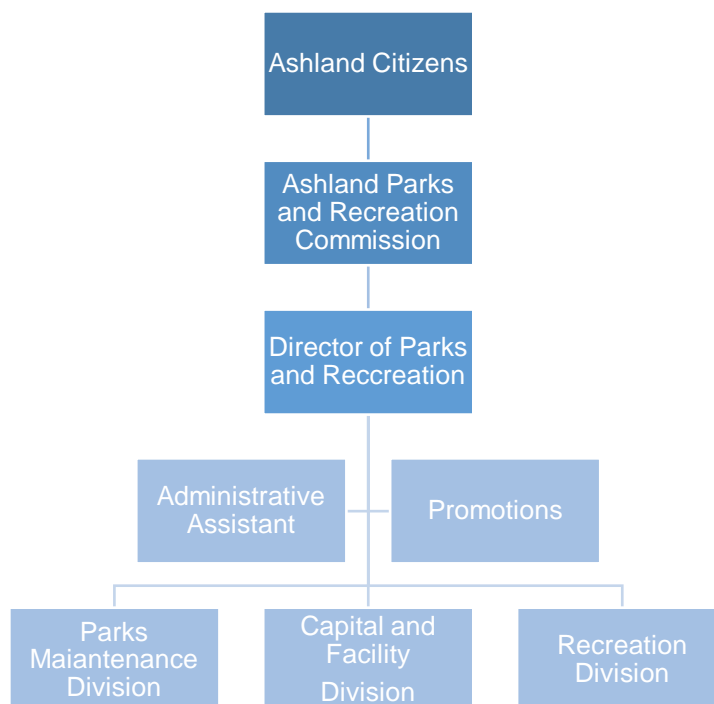 Ashland Citizens
Ashland Parks
and Recreation
Commission
Director of Parks
and Reccreation
Administrative
Assistant
Promotions
Parks
Maiantenance
Division
Capital and
Facility
Division
Recreation
Division